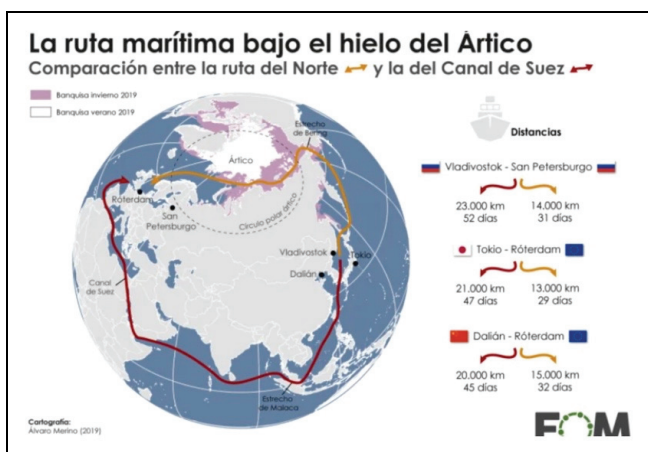 La ruta marítima bajo el hielo del Ártico
Comparación entre la ruta del Norte y la del Canal de Suez
Banquisa invierno 2019
Banquisa verano 2019
Estrecho
de Bering
Ártico
Róterdam
San
Petersburgo
Círculo polar ártico
Vladivostok
Tokio
Dalián
Canal
de Suez
Estrecho
de Malaca
Distancias
Vladivostok - San Petersburgo
23.000 km 14.000 km
52 días 31 días
Tokio - Róterdam
21.000 km 13.000 km
47 días 29 días
Dalián - Róterdam
20.000 km 15.000 km
45 días 32 días
Cartografía:
Álvaro Merino (2019)
EOM